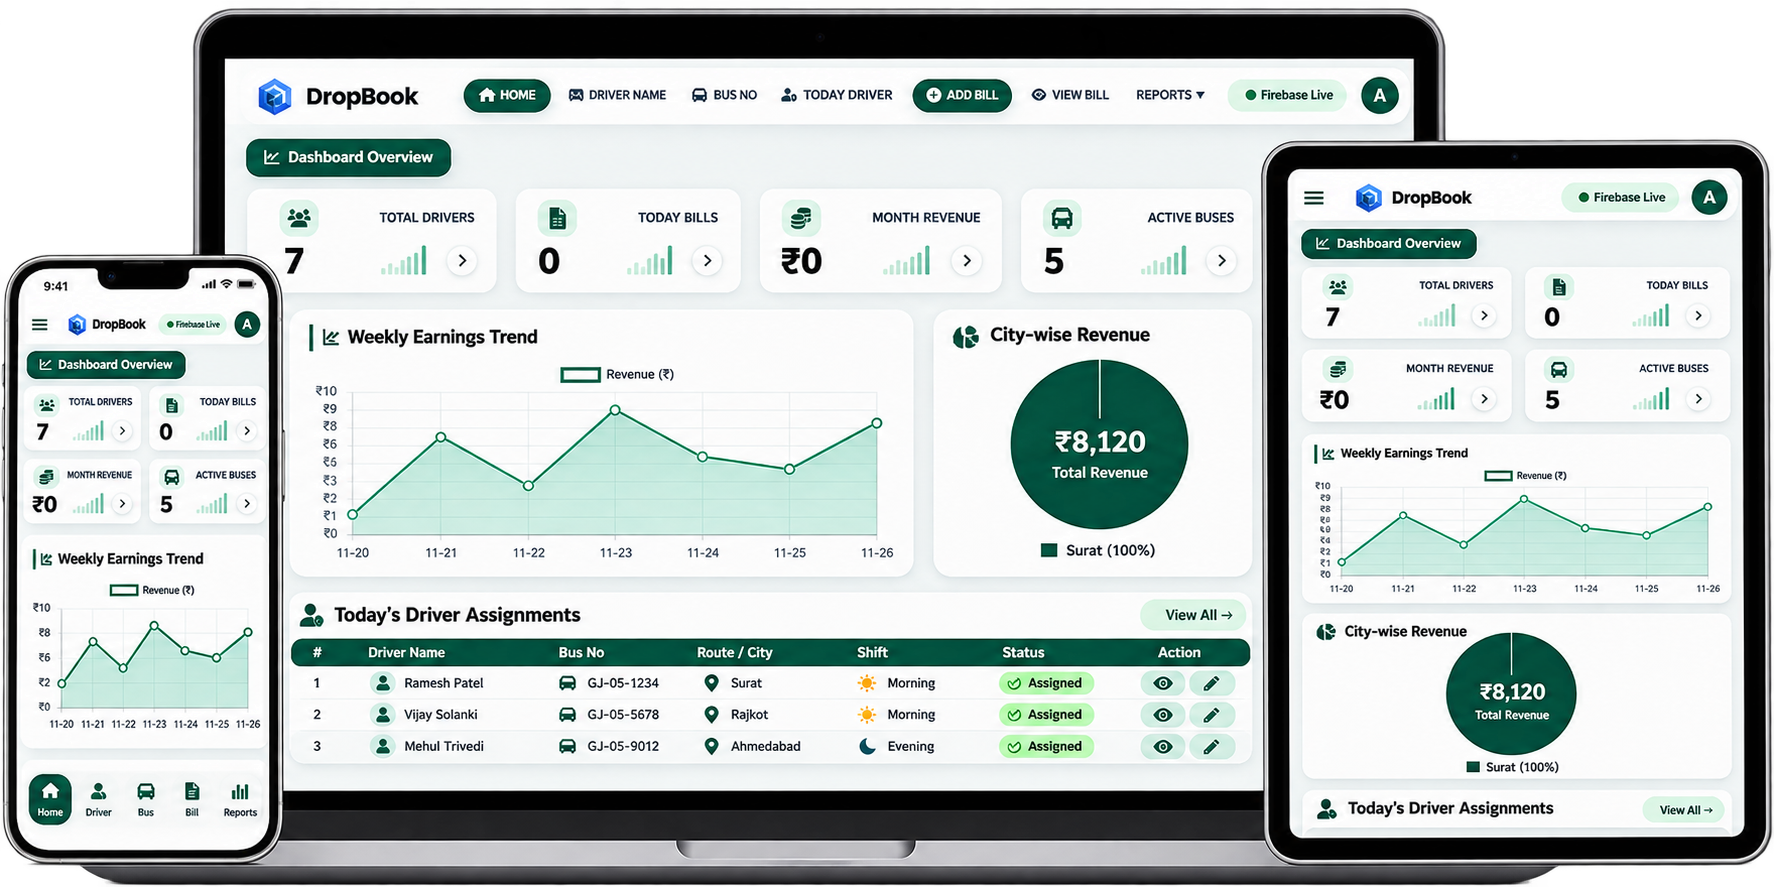 DropBook
HOME
DRIVER NAME
BUS NO
TODAY DRIVER
ADD BILL
VIEW BILL
REPORTS ▼
Firebase Live
A
Dashboard Overview
TOTAL DRIVERS
7
TODAY BILLS
0
MONTH REVENUE
₹0
ACTIVE BUSES
5
Weekly Earnings Trend
Revenue (₹)
₹10
₹9
₹8
₹6
₹6
₹3
₹2
₹1
₹0
11-20 11-21 11-22 11-23 11-24 11-25 11-26
City-wise Revenue
₹8,120
Total Revenue
Surat (100%)
Today's Driver Assignments
View All →
# Driver Name Bus No Route / City Shift Status Action
1 Ramesh Patel GJ-05-1234 Surat Morning Assigned
2 Vijay Solanki GJ-05-5678 Rajkot Morning Assigned
3 Mehul Trivedi GJ-05-9012 Ahmedabad Evening Assigned
9:41
DropBook
A
Dashboard Overview
TOTAL DRIVERS
7
TODAY BILLS
0
MONTH REVENUE
₹0
ACTIVE BUSES
5
Weekly Earnings Trend
Revenue (₹)
₹10
₹8
₹6
₹2
₹0
11-20 11-21 11-22 11-23 11-24 11-25 11-26
Home Driver Bus Bill Reports
DropBook
Firebase Live
A
Dashboard Overview
TOTAL DRIVERS
7
TODAY BILLS
0
MONTH REVENUE
₹0
ACTIVE BUSES
5
Weekly Earnings Trend
Revenue (₹)
₹10
₹9
₹8
₹4
₹2
₹1
₹0
11-20 11-21 11-22 11-23 11-24 11-25 11-26
City-wise Revenue
₹8,120
Total Revenue
Surat (100%)
Today's Driver Assignments
View All →